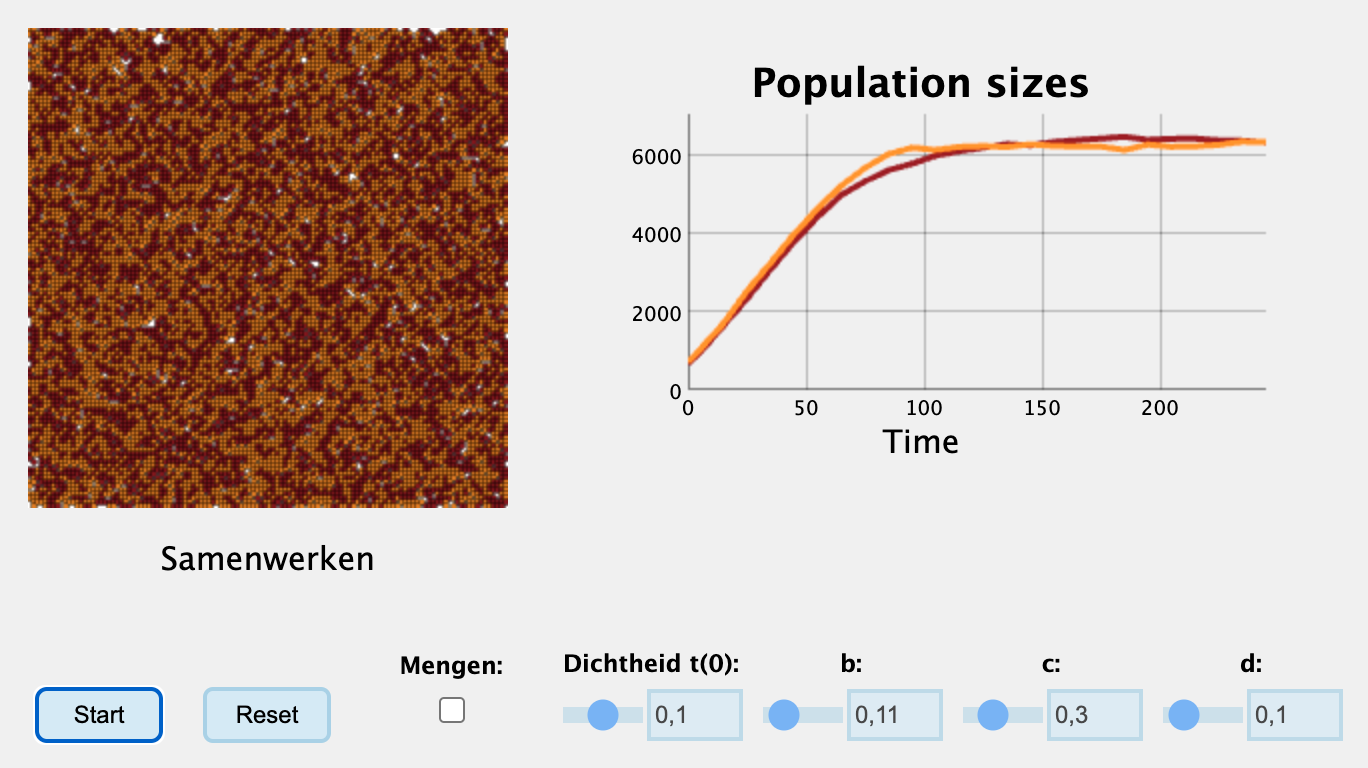 Population sizes
6000
4000
2000
0
0 50 100 150 200
Time
Samenwerken
Mengen:
Dichtheid t(0): b: c: d:
Start Reset 0,1 0,11 0,3 0,1